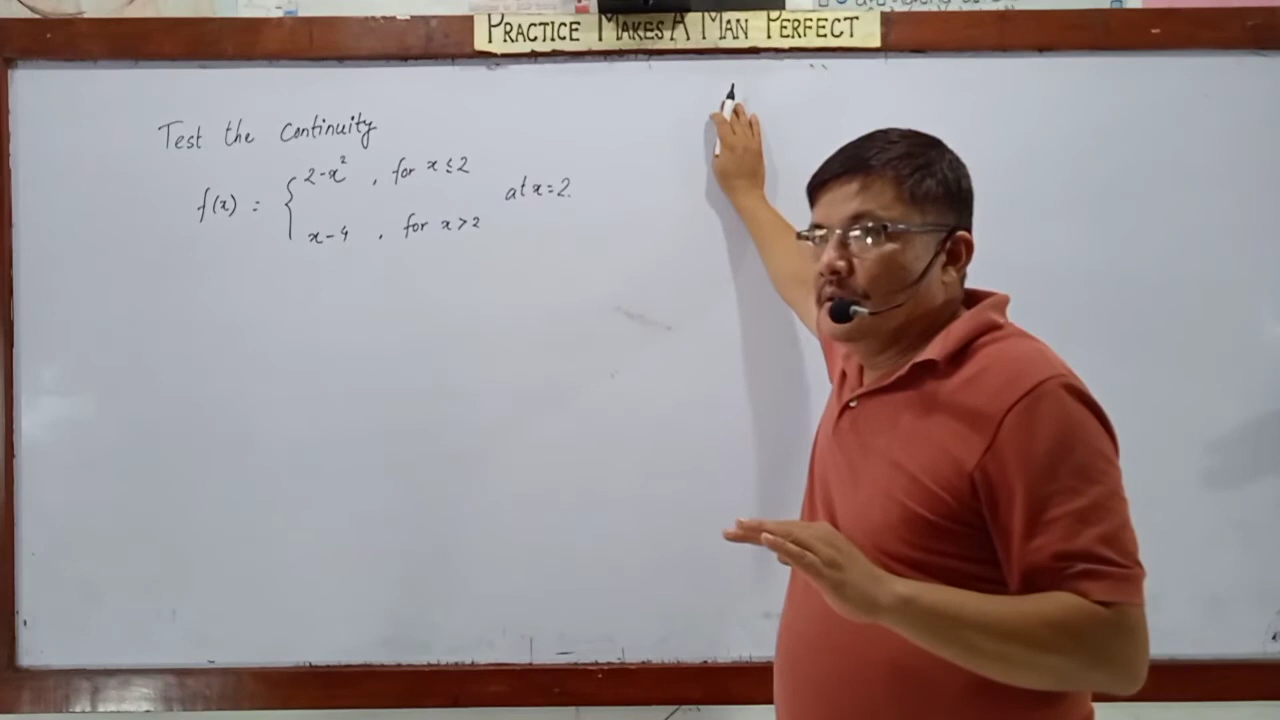 PRACTICE MAKES A MAN PERFECT
Test the continuity
f(x) = { 2-x² , for x ≤ 2
x-4 , for x > 2
at x=2.